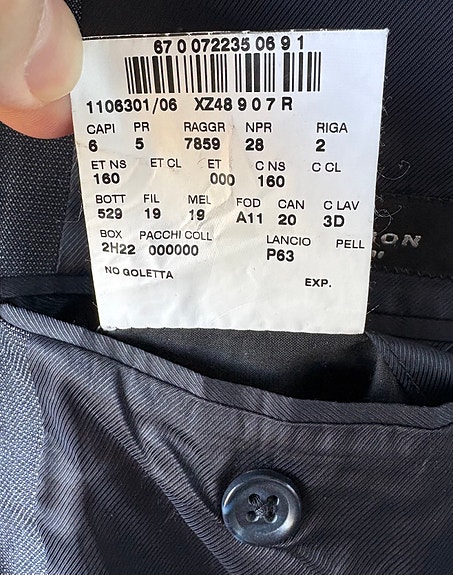 67 0 072235 0 6 9 1
1106301/06 XZ48 9 0 7 R
CAPI PR RAGGR NPR RIGA
6 5 7859 28 2
ET NS ET CL ET C NS C CL
160 000 160
BOTT FIL MEL FOD CAN C LAV
529 19 19 A11 20 3D
BOX PACCHI COLL LANCIO PELL
2H22 000000 P63
NO GOLETTA EXP.